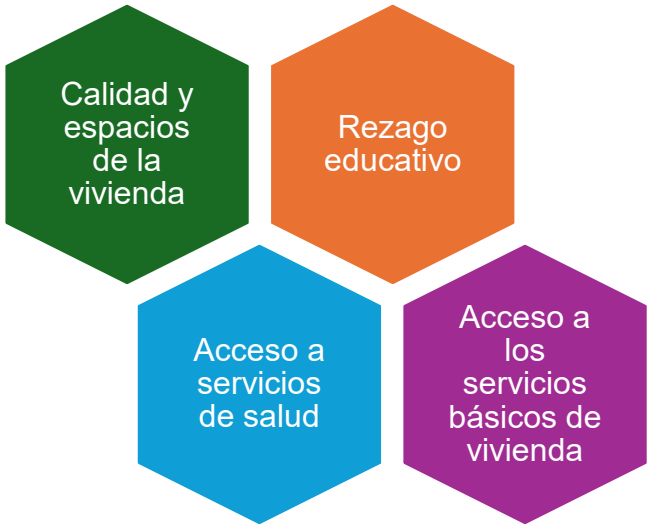 Calidad y
espacios
de la
vivienda
Rezago
educativo
Acceso a
servicios
de salud
Acceso a
los
servicios
básicos de
vivienda